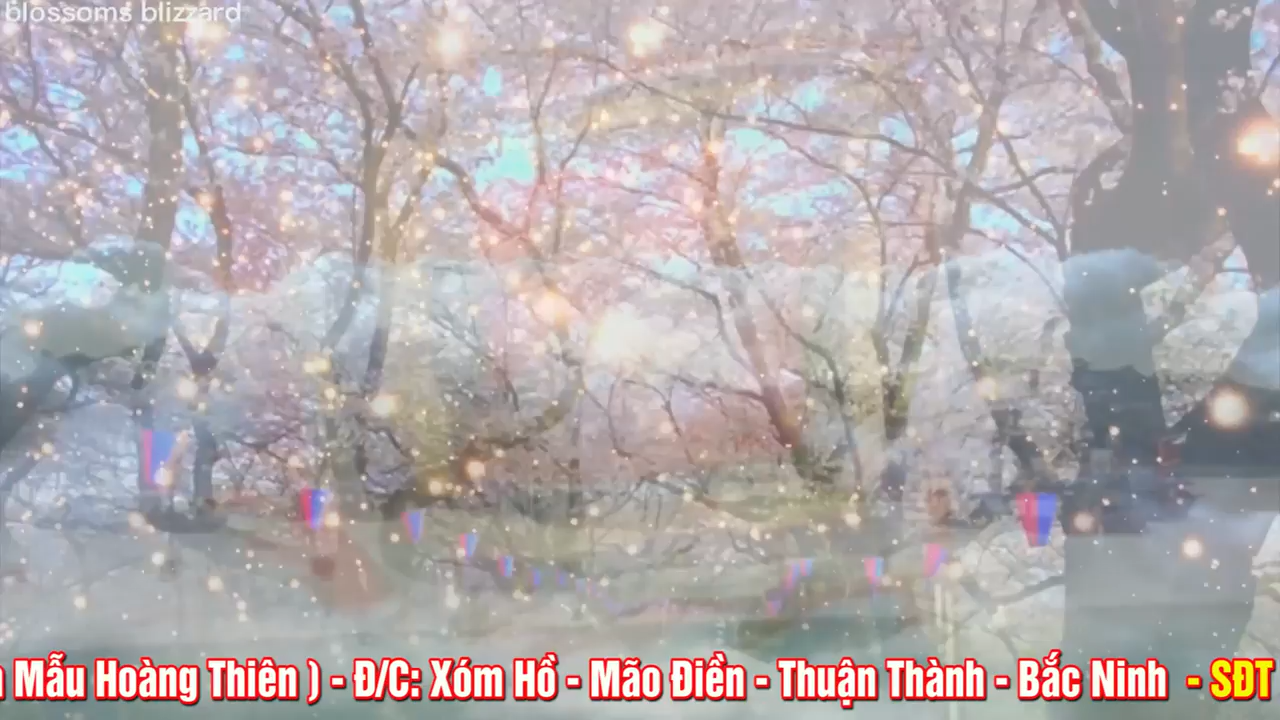 blossoms blizzard
Mẫu Hoàng Thiên ) - Đ/C: Xóm Hồ - Mão Điền - Thuận Thành - Bắc Ninh - SĐT